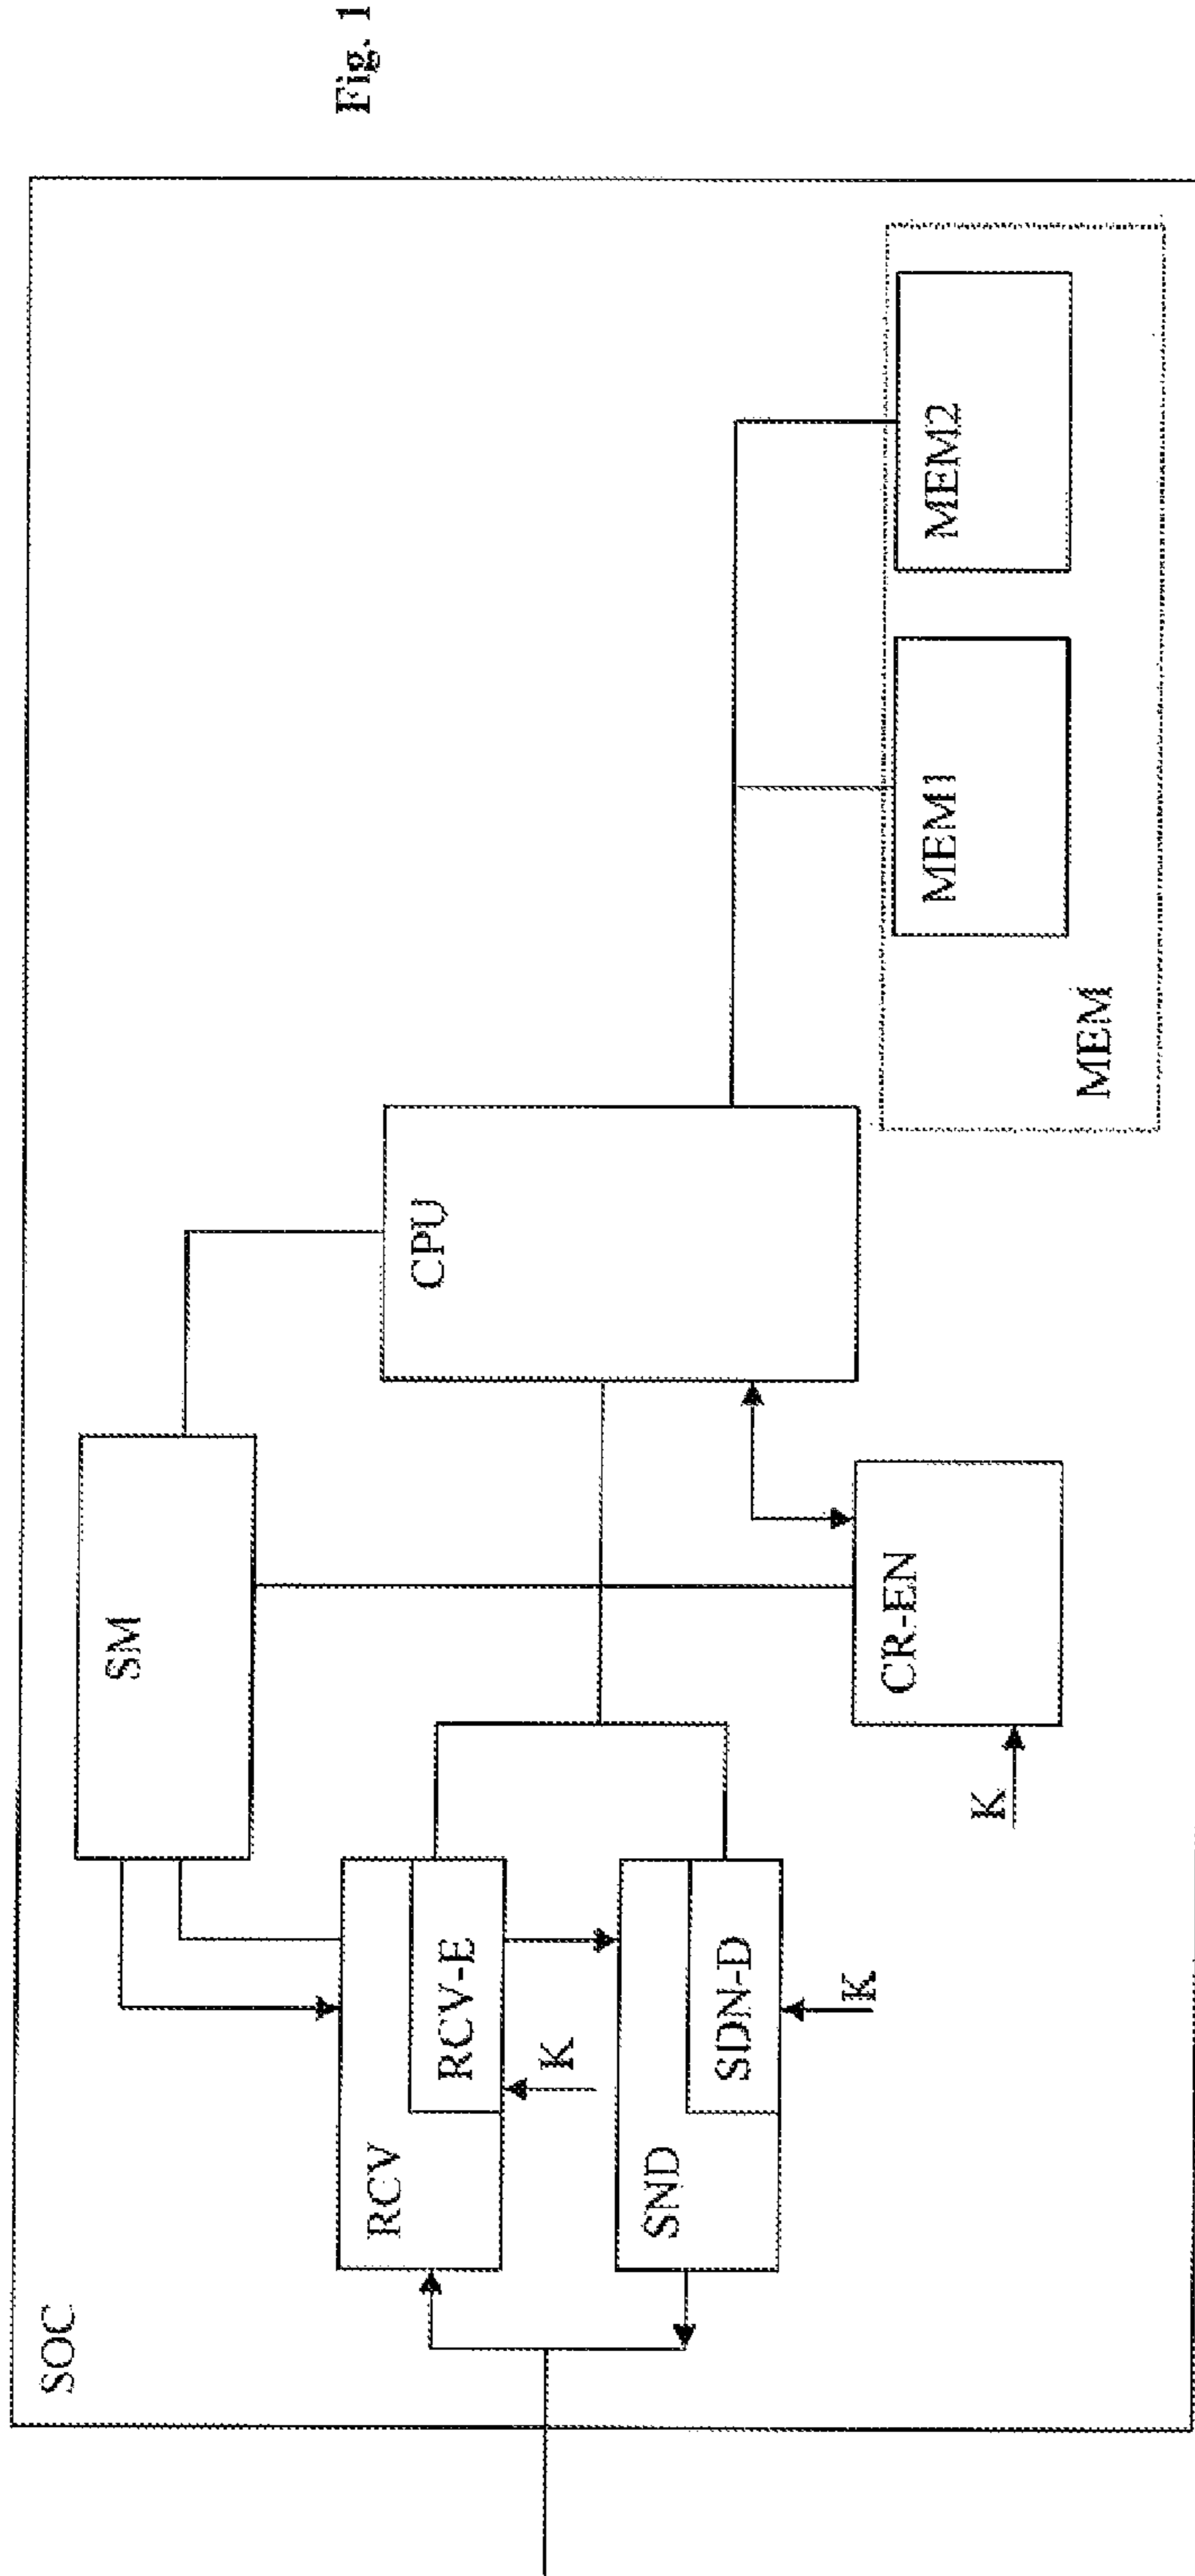 SOC
SM
RCV
RCV-E
K
SND
SDN-D
K
CPU
CR-EN
K
MEM1
MEM2
MEM
Fig. 1